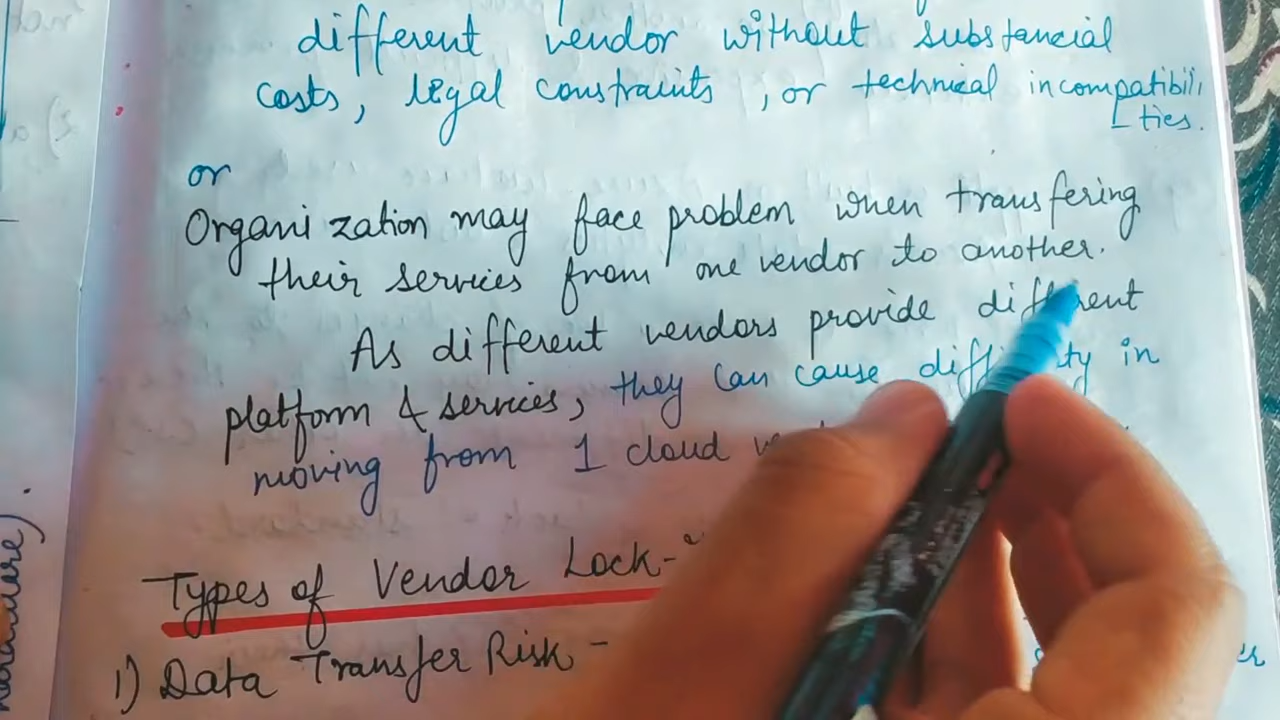 different vendor without substancial
costs, legal constraints, or technical incompatibili
ties.
or
Organization may face problem when transfering
their services from one vendor to another.
As different vendors provide different
platform & services, they can cause difficulty in
moving from 1 cloud
Types of Vendor Lock-
1) Data Transfer Risk -